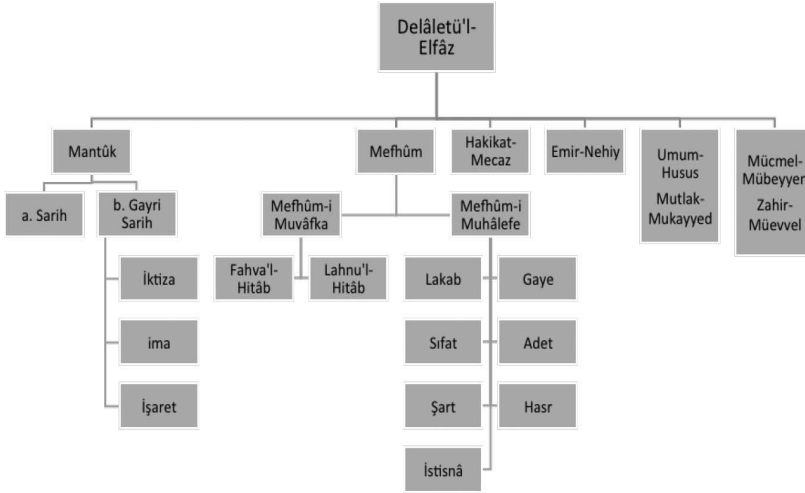 Delâletü'l-
Elfâz
Mantûk
Mefhûm
Hakikat-
Mecaz
Emir-Nehiy
Umum-
Husus
Mutlak-
Mukayyed
Mücmel-
Mübeyyen
Zahir-
Müevvel
a. Sarih
b. Gayri
Sarih
Mefhûm-i
Muvâfka
Mefhûm-i
Muhâlefe
İktiza
Fahva'l-
Hitâb
Lahnu'l-
Hitâb
Lakab
Gaye
ima
Sıfat
Adet
İşaret
Şart
Hasr
İstisnâ